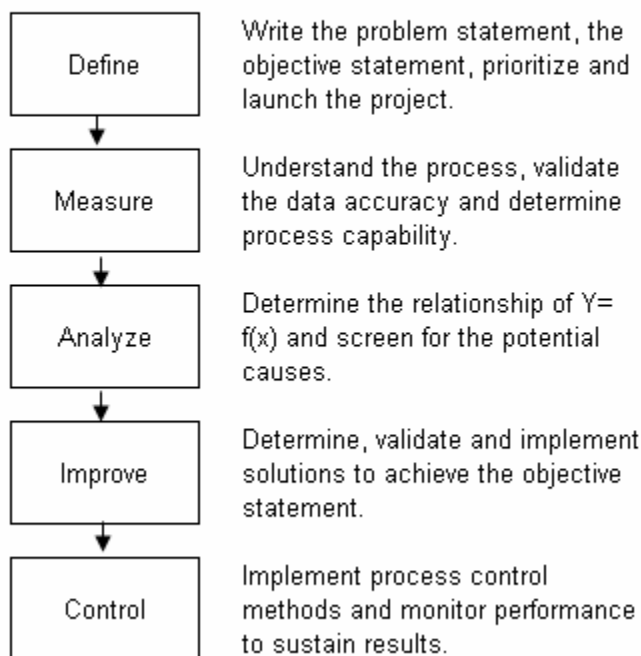 Define
Write the problem statement, the
objective statement, prioritize and
launch the project.
Measure
Understand the process, validate
the data accuracy and determine
process capability.
Analyze
Determine the relationship of Y=
f(x) and screen for the potential
causes.
Improve
Determine, validate and implement
solutions to achieve the objective
statement.
Control
Implement process control
methods and monitor performance
to sustain results.